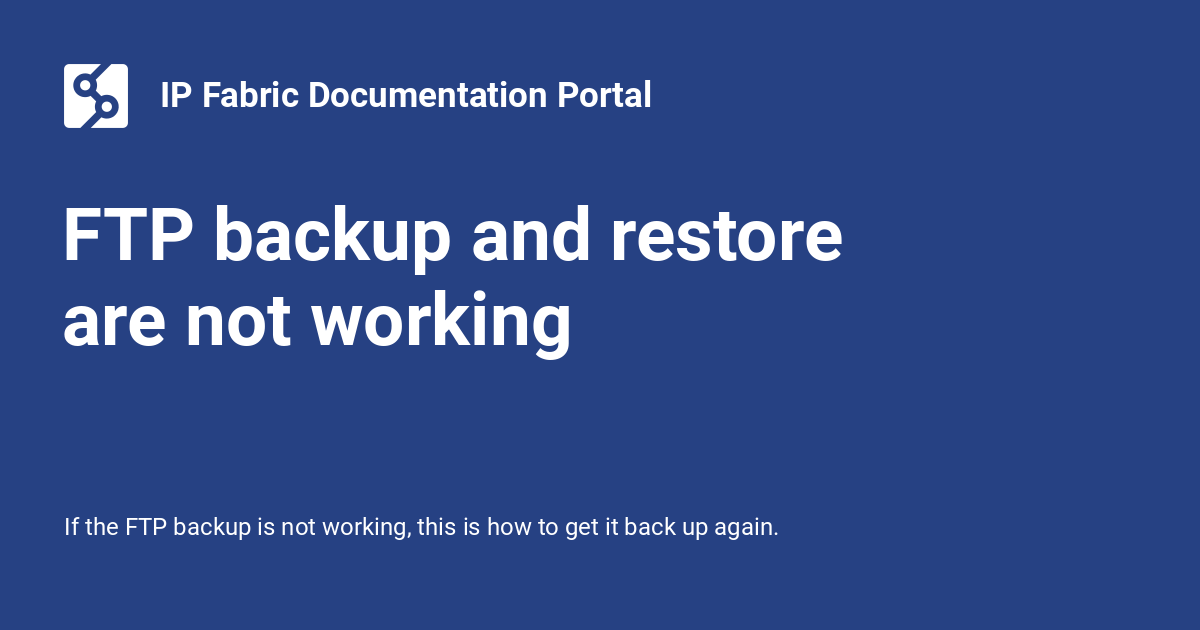 IP Fabric Documentation Portal
FTP backup and restore
are not working
If the FTP backup is not working, this is how to get it back up again.